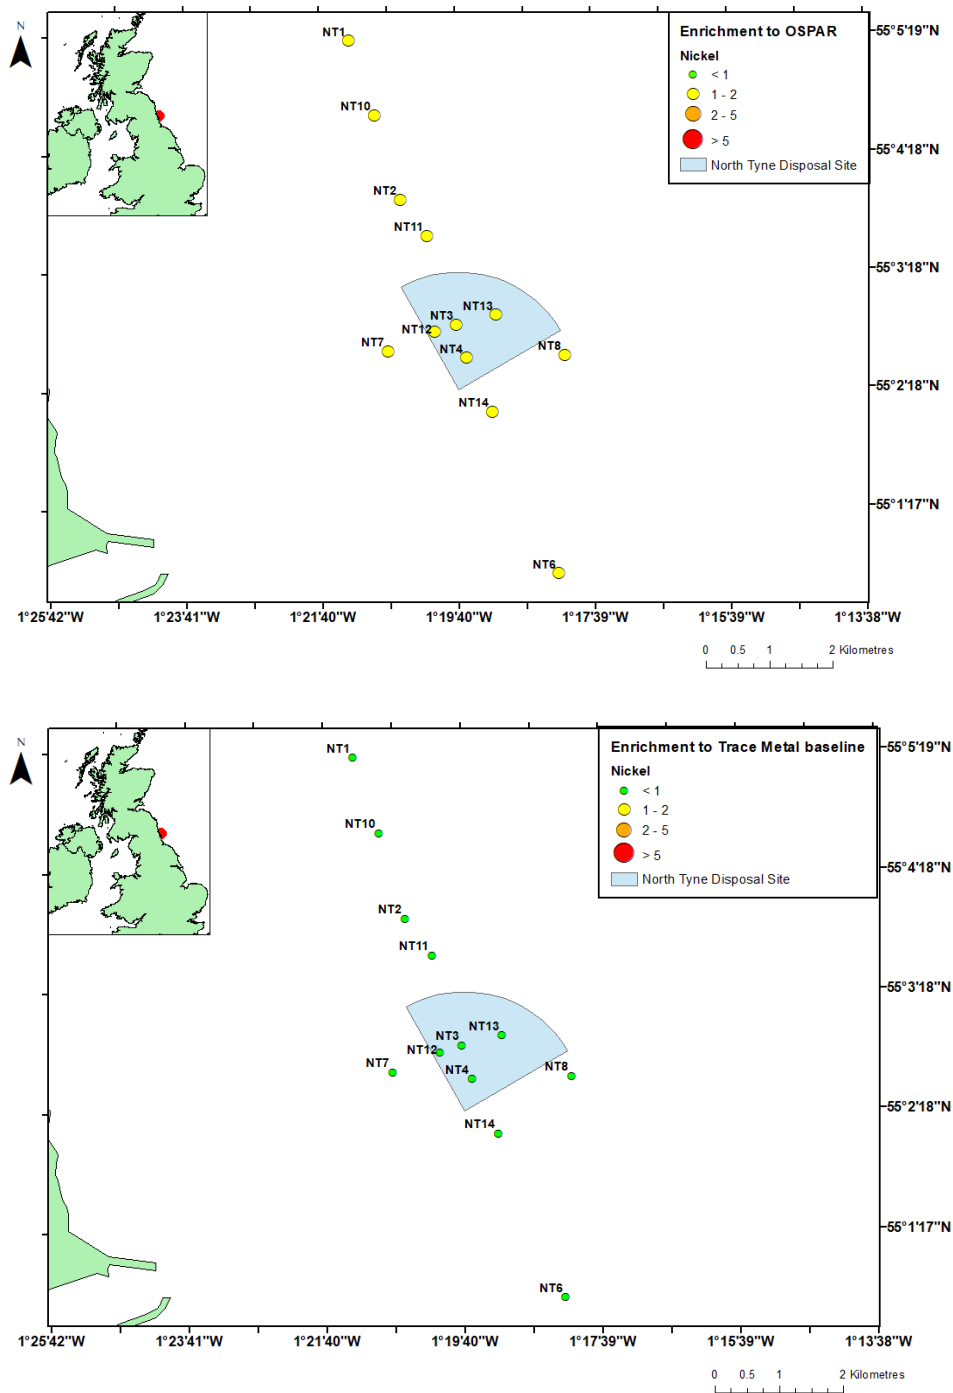 N
Enrichment to OSPAR
Nickel
< 1
1 - 2
2 - 5
> 5
North Tyne Disposal Site
NT1
NT10
NT2
NT11
NT13
NT3
NT12
NT7
NT4
NT8
NT14
NT6
55°5'19"N
55°4'18"N
55°3'18"N
55°2'18"N
55°1'17"N
1°25'42"W 1°23'41"W 1°21'40"W 1°19'40"W 1°17'39"W 1°15'39"W 1°13'38"W
0 0.5 1 2 Kilometres
N
Enrichment to Trace Metal baseline
Nickel
< 1
1 - 2
2 - 5
> 5
North Tyne Disposal Site
NT1
NT10
NT2
NT11
NT13
NT3
NT12
NT7
NT4
NT8
NT14
NT6
55°5'19"N
55°4'18"N
55°3'18"N
55°2'18"N
55°1'17"N
1°25'42"W 1°23'41"W 1°21'40"W 1°19'40"W 1°17'39"W 1°15'39"W 1°13'38"W
0 0.5 1 2 Kilometres